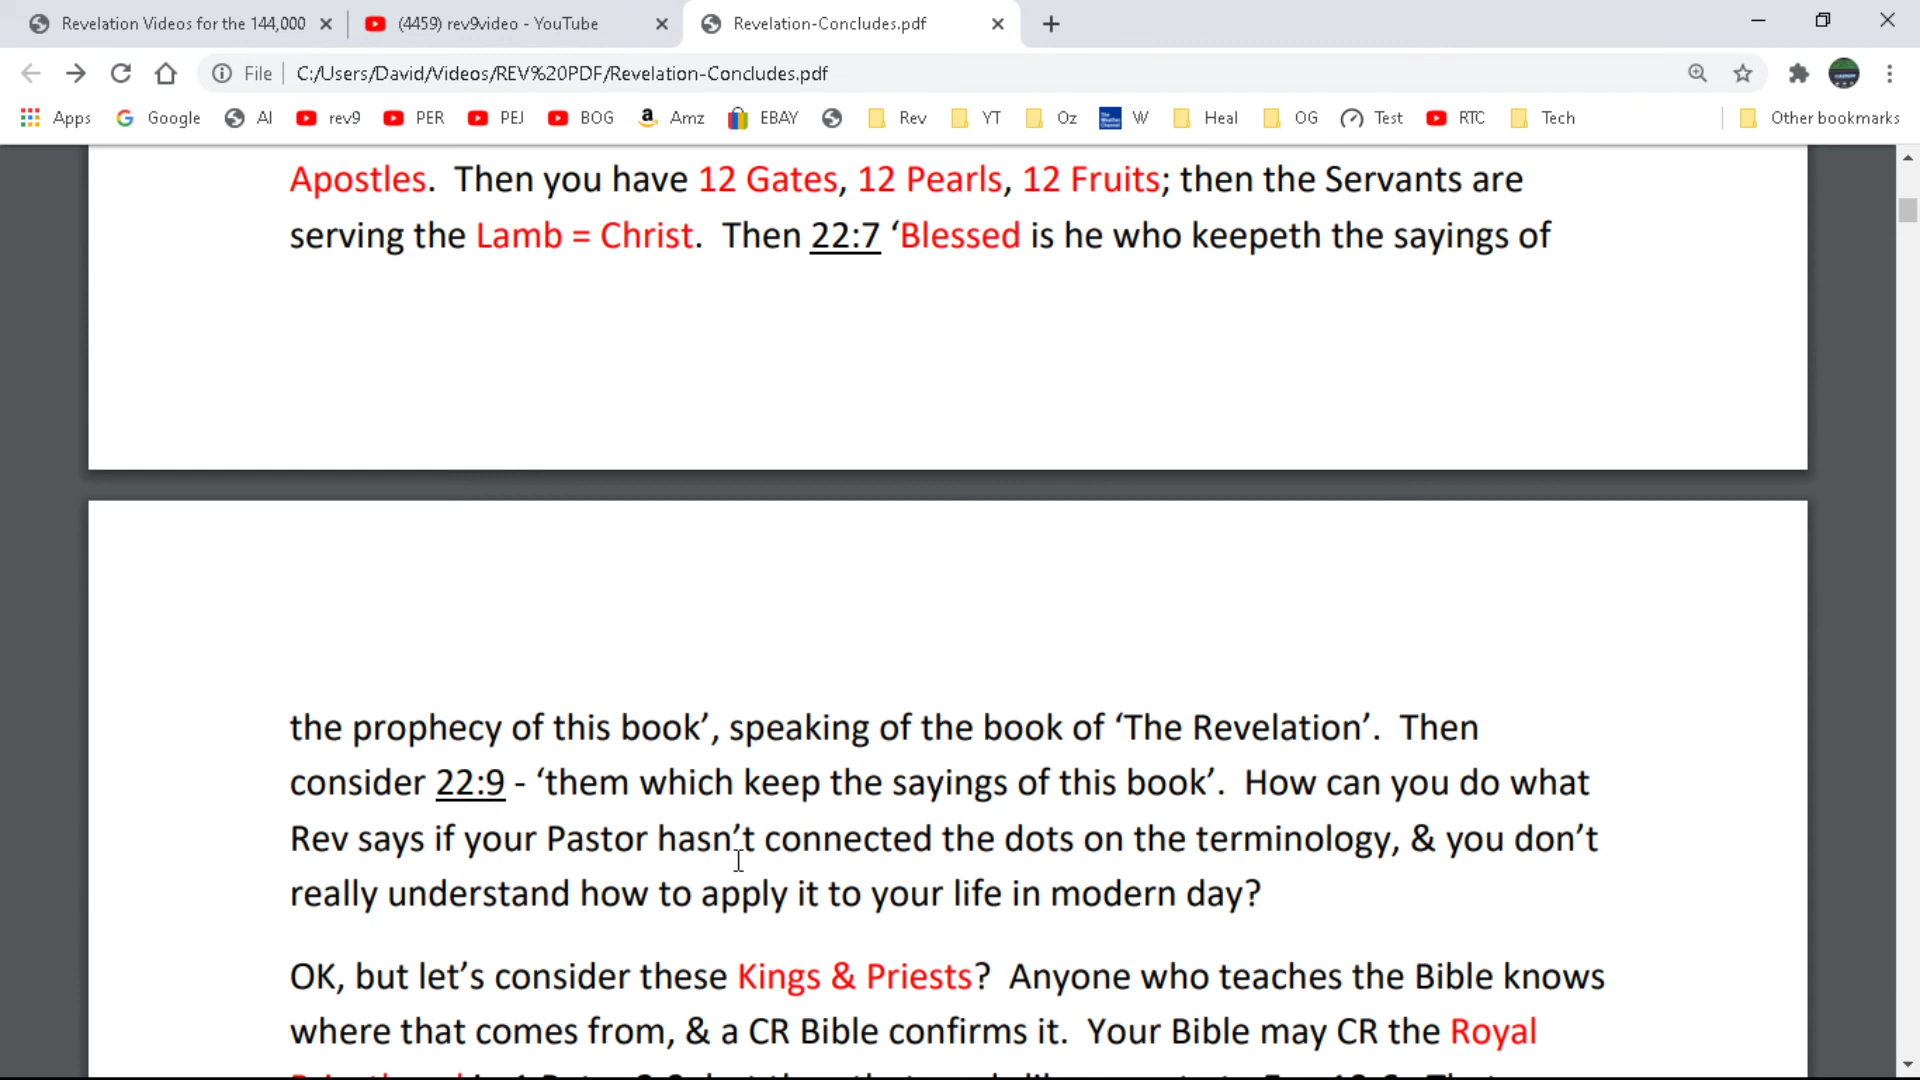 Revelation Videos for the 144,000
(4459) rev9video - YouTube
Revelation-Concludes.pdf
File
C:/Users/David/Videos/REV%20PDF/Revelation-Concludes.pdf
Apps
Google
AI
rev9
PER
PEJ
BOG
Amz
EBAY
Rev
YT
Oz
W
Heal
OG
Test
RTC
Tech
Other bookmarks
Apostles.  Then you have 12 Gates, 12 Pearls, 12 Fruits; then the Servants are
serving the Lamb = Christ.  Then 22:7 ‘Blessed is he who keepeth the sayings of
the prophecy of this book’, speaking of the book of ‘The Revelation’.  Then
consider 22:9 - ‘them which keep the sayings of this book’.  How can you do what
Rev says if your Pastor hasn’t connected the dots on the terminology, & you don’t
really understand how to apply it to your life in modern day?
OK, but let’s consider these Kings & Priests?  Anyone who teaches the Bible knows
where that comes from, & a CR Bible confirms it.  Your Bible may CR the Royal